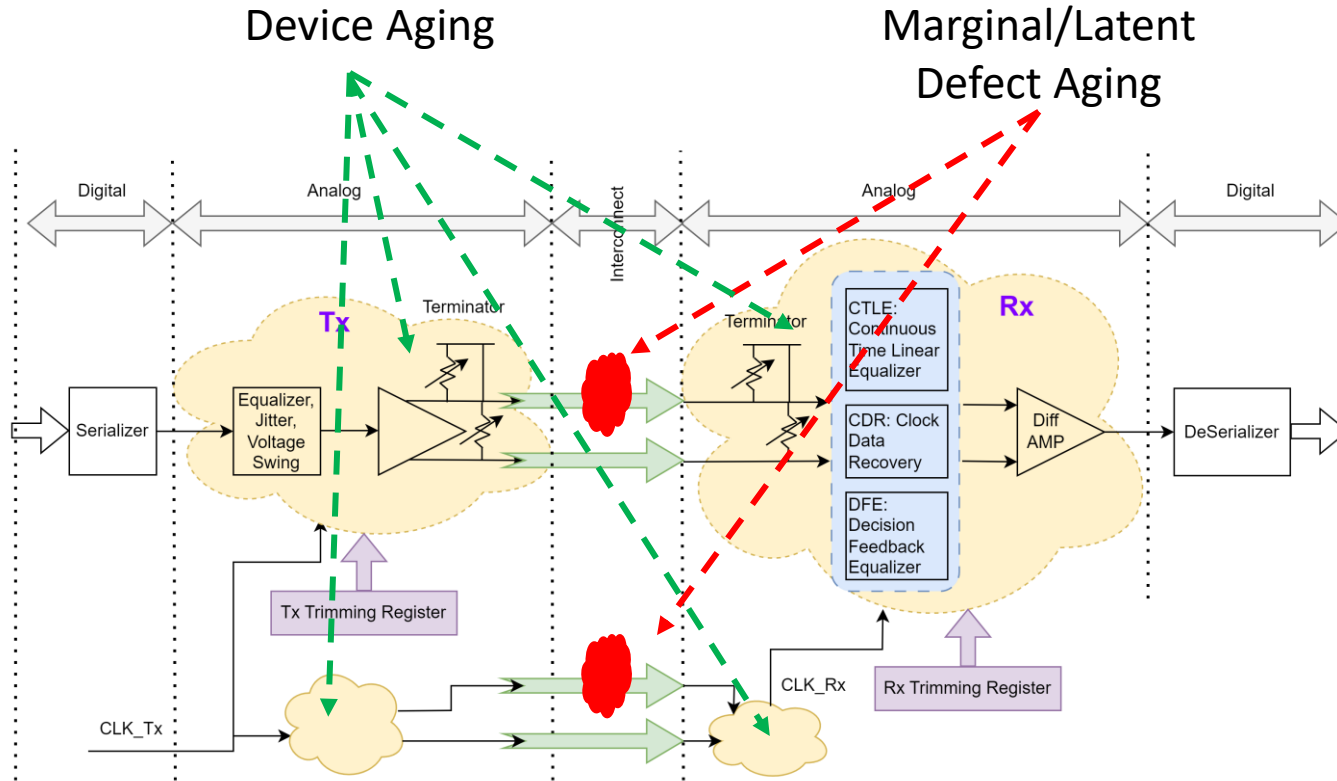 Device Aging
Marginal/Latent
Defect Aging
Digital
Analog
Interconnect
Analog
Digital
Tx
Terminator
Terminator
Rx
Serializer
Equalizer,
Jitter,
Voltage
Swing
CTLE:
Continuous
Time Linear
Equalizer
CDR: Clock
Data
Recovery
DFE:
Decision
Feedback
Equalizer
Diff
AMP
DeSerializer
Tx Trimming Register
Rx Trimming Register
CLK_Tx
CLK_Rx